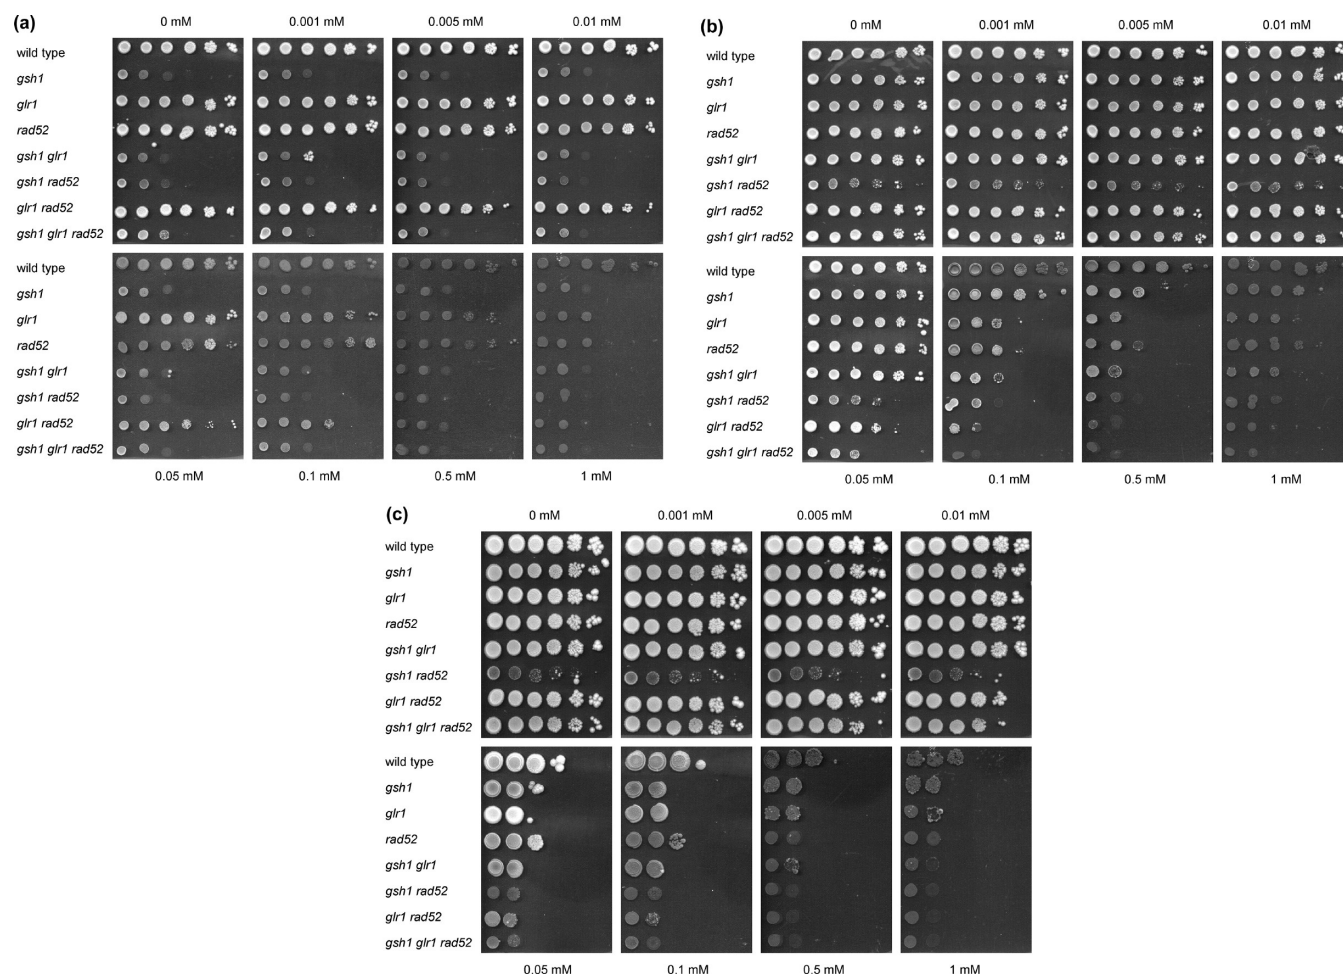 (a)
0 mM 0.001 mM 0.005 mM 0.01 mM
wild type
gsh1
glr1
rad52
gsh1 glr1
gsh1 rad52
glr1 rad52
gsh1 glr1 rad52
wild type
gsh1
glr1
rad52
gsh1 glr1
gsh1 rad52
glr1 rad52
gsh1 glr1 rad52
0.05 mM 0.1 mM 0.5 mM 1 mM
(b)
0 mM 0.001 mM 0.005 mM 0.01 mM
wild type
gsh1
glr1
rad52
gsh1 glr1
gsh1 rad52
glr1 rad52
gsh1 glr1 rad52
wild type
gsh1
glr1
rad52
gsh1 glr1
gsh1 rad52
glr1 rad52
gsh1 glr1 rad52
0.05 mM 0.1 mM 0.5 mM 1 mM
(c)
0 mM 0.001 mM 0.005 mM 0.01 mM
wild type
gsh1
glr1
rad52
gsh1 glr1
gsh1 rad52
glr1 rad52
gsh1 glr1 rad52
wild type
gsh1
glr1
rad52
gsh1 glr1
gsh1 rad52
glr1 rad52
gsh1 glr1 rad52
0.05 mM 0.1 mM 0.5 mM 1 mM